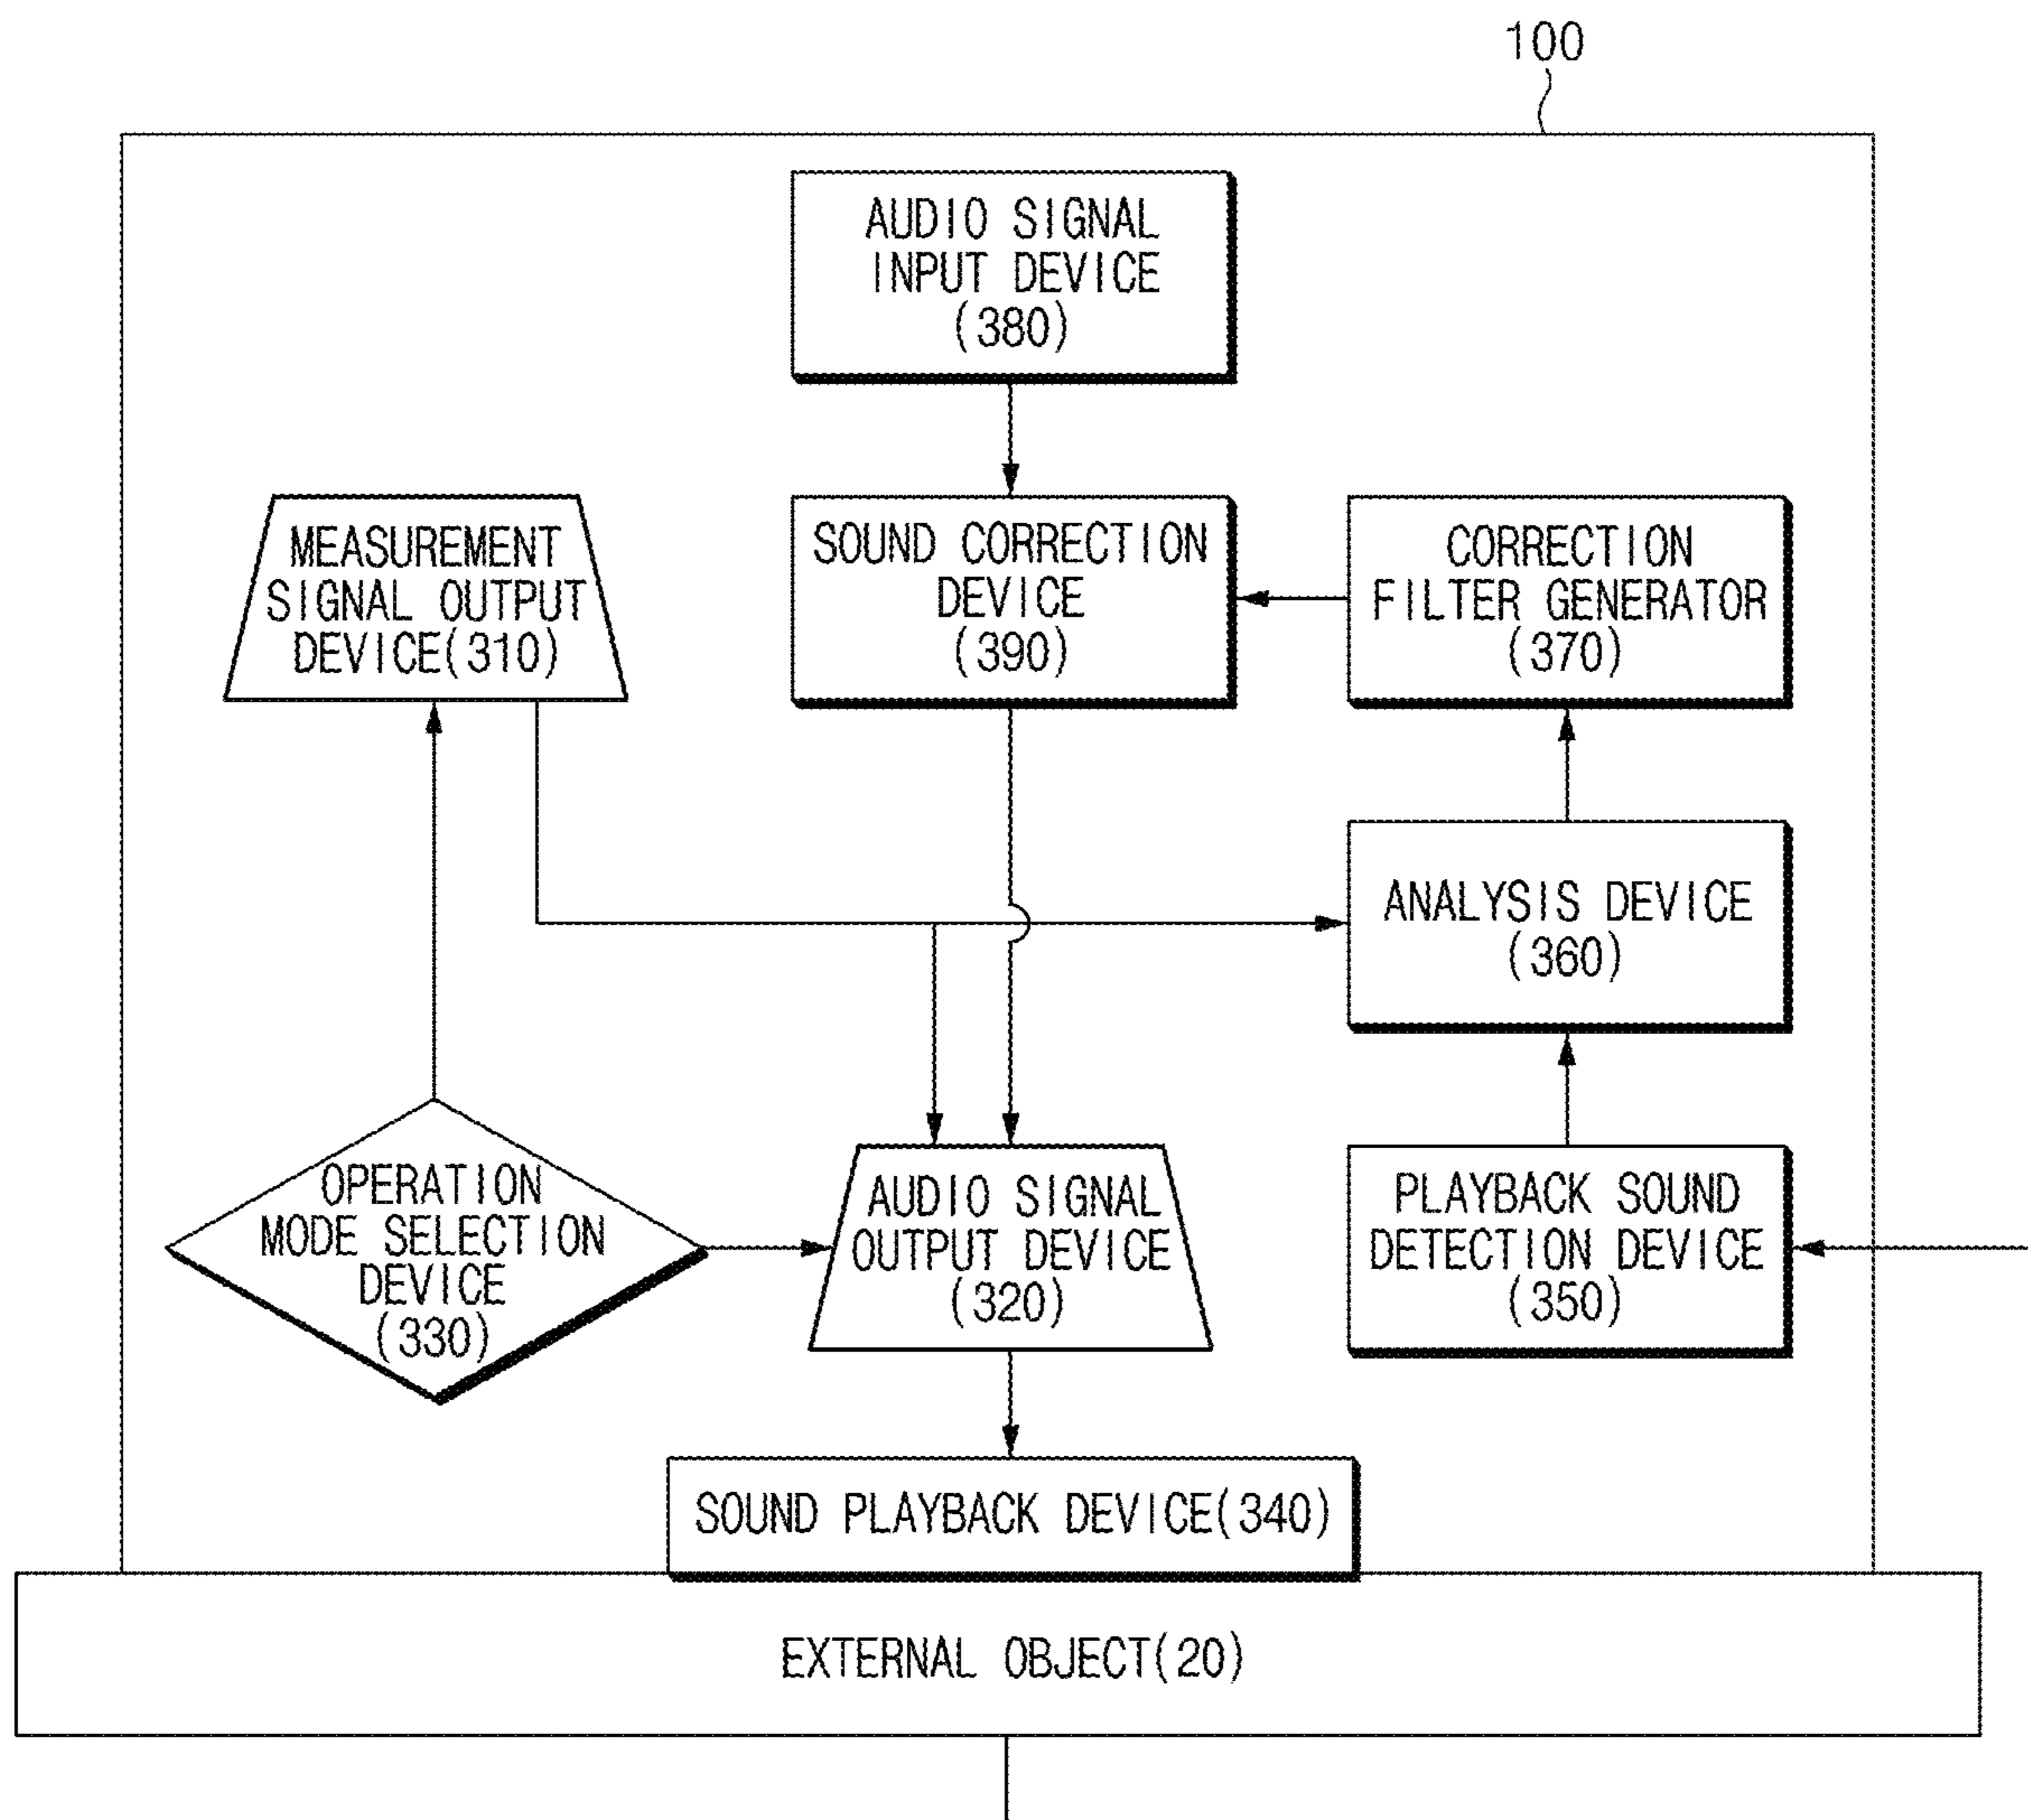 100
AUDIO SIGNAL
INPUT DEVICE
(380)
MEASUREMENT
SIGNAL OUTPUT
DEVICE(310)
SOUND CORRECTION
DEVICE
(390)
CORRECTION
FILTER GENERATOR
(370)
ANALYSIS DEVICE
(360)
OPERATION
MODE SELECTION
DEVICE
(330)
AUDIO SIGNAL
OUTPUT DEVICE
(320)
PLAYBACK SOUND
DETECTION DEVICE
(350)
SOUND PLAYBACK DEVICE(340)
EXTERNAL OBJECT(20)